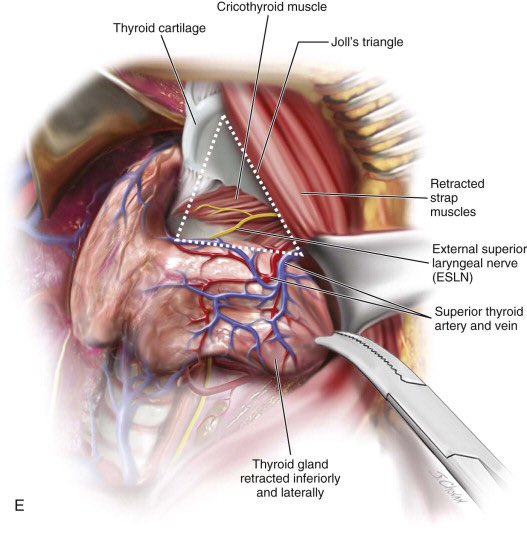 Cricothyroid muscle
Thyroid cartilage
Joll's triangle
Retracted
strap
muscles
External superior
laryngeal nerve
(ESLN)
Superior thyroid
artery and vein
Thyroid gland
retracted inferiorly
and laterally
E